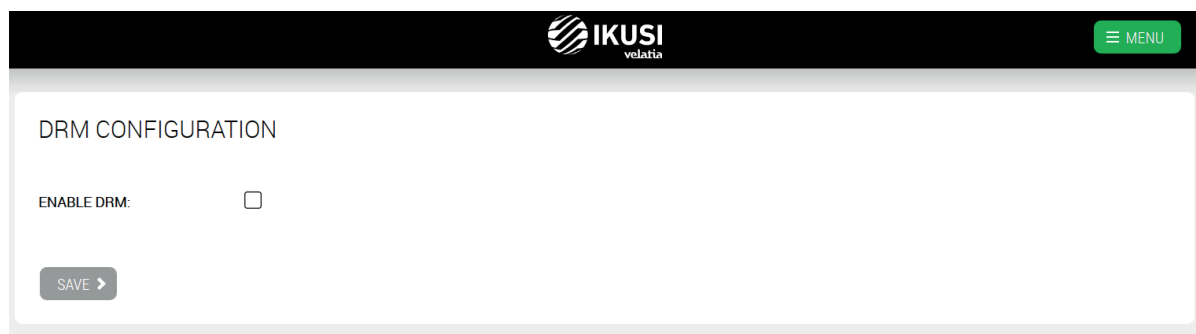 IKUSI
velatia
MENU
DRM CONFIGURATION
ENABLE DRM:
SAVE